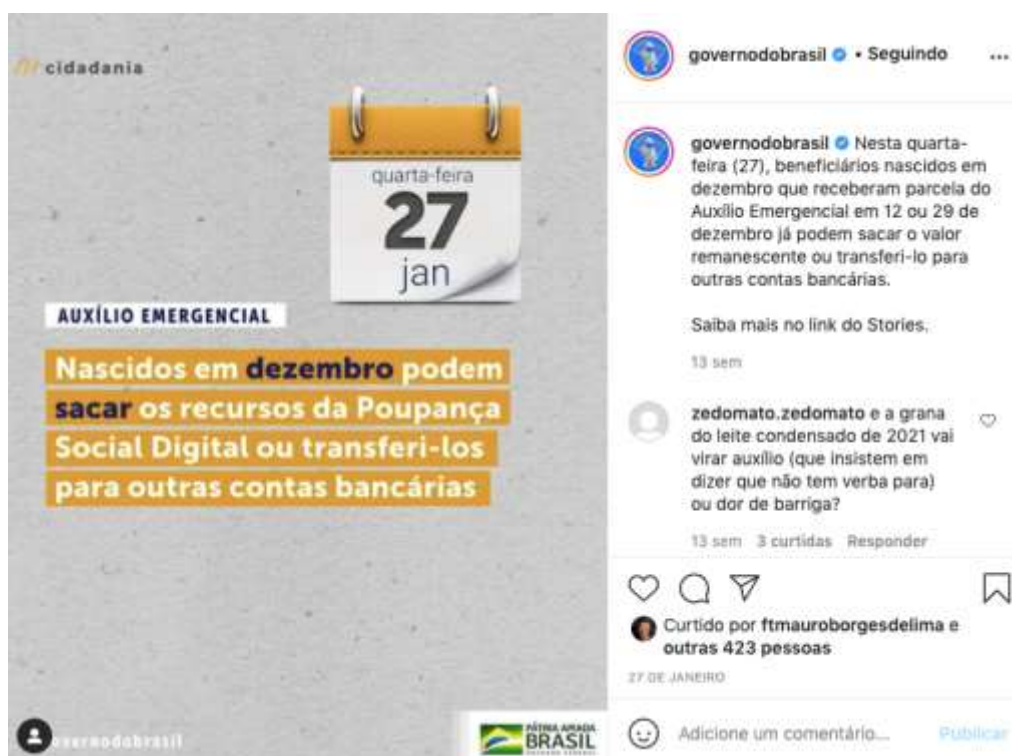 cidadania
quarta-feira
27
jan
AUXÍLIO EMERGENCIAL
Nascidos em dezembro podem
sacar os recursos da Poupança
Social Digital ou transferi-los
para outras contas bancárias
governodobrasil
PÁTRIA AMADA
BRASIL
governodobrasil • Seguindo
governodobrasil Nesta quarta-
feira (27), beneficiários nascidos em
dezembro que receberam parcela do
Auxílio Emergencial em 12 ou 29 de
dezembro já podem sacar o valor
remanescente ou transferi-lo para
outras contas bancárias.
Saiba mais no link do Stories.
13 sem
zedomato.zedomato e a grana
do leite condensado de 2021 vai
virar auxílio (que insistem em
dizer que não tem verba para)
ou dor de barriga?
13 sem 3 curtidas Responder
Curtido por ftmauroborgesdelima e
outras 423 pessoas
27 DE JANEIRO
Adicione um comentário... Publicar